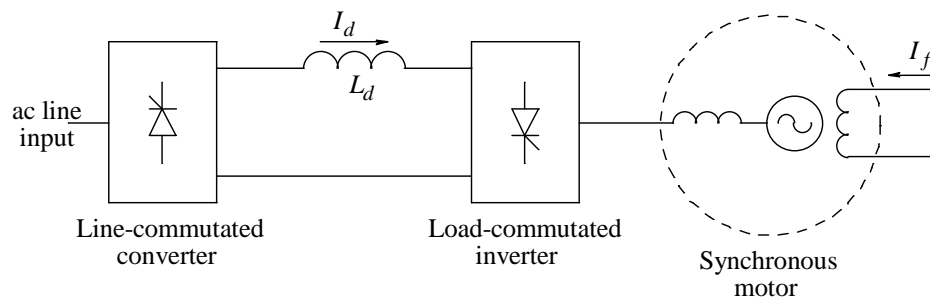 I_d
L_d
I_f
ac line
input
Line-commutated
converter
Load-commutated
inverter
Synchronous
motor